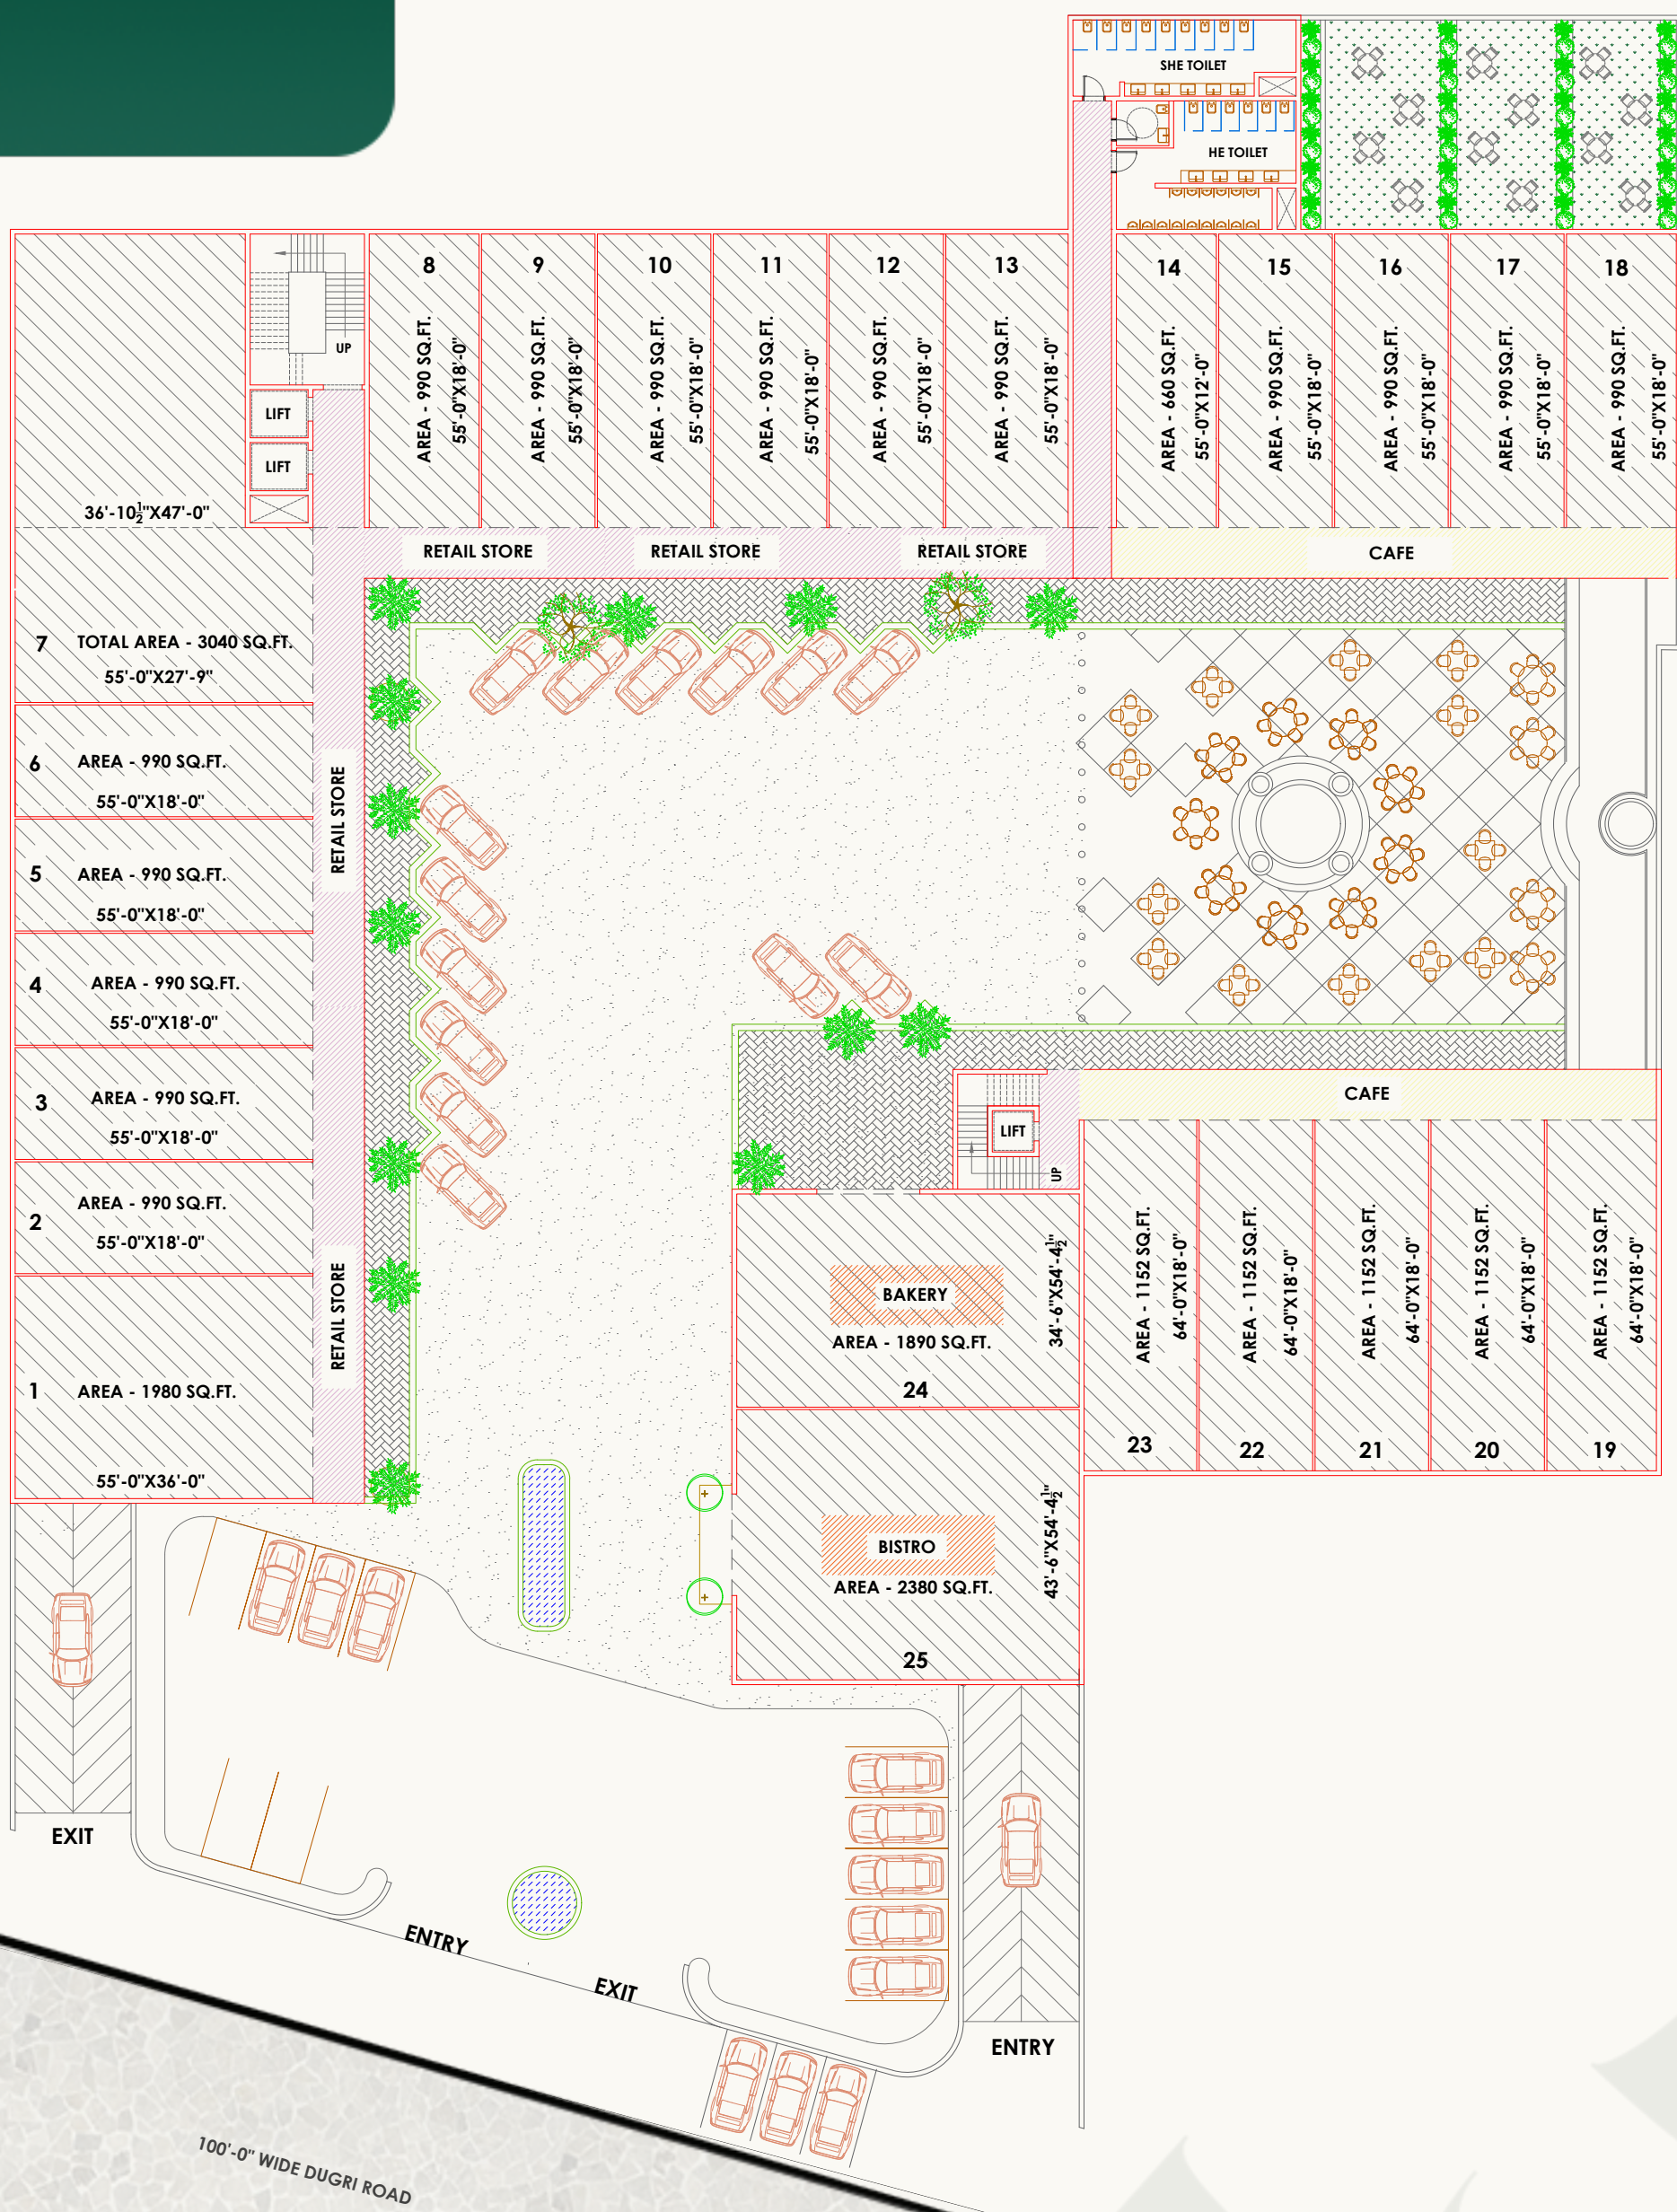 SHE TOILET
HE TOILET
8
9
10
11
12
13
14
15
16
17
18
AREA - 990 SQ.FT.
55'-0"X18'-0"
AREA - 990 SQ.FT.
55'-0"X18'-0"
AREA - 990 SQ.FT.
55'-0"X18'-0"
AREA - 990 SQ.FT.
55'-0"X18'-0"
AREA - 990 SQ.FT.
55'-0"X18'-0"
AREA - 990 SQ.FT.
55'-0"X18'-0"
AREA - 660 SQ.FT.
55'-0"X12'-0"
AREA - 990 SQ.FT.
55'-0"X18'-0"
AREA - 990 SQ.FT.
55'-0"X18'-0"
AREA - 990 SQ.FT.
55'-0"X18'-0"
AREA - 990 SQ.FT.
55'-0"X18'-0"
UP
LIFT
LIFT
36'-10½"X47'-0"
RETAIL STORE
RETAIL STORE
RETAIL STORE
CAFE
7 TOTAL AREA - 3040 SQ.FT.
55'-0"X27'-9"
6 AREA - 990 SQ.FT.
55'-0"X18'-0"
RETAIL STORE
5 AREA - 990 SQ.FT.
55'-0"X18'-0"
4 AREA - 990 SQ.FT.
55'-0"X18'-0"
3 AREA - 990 SQ.FT.
55'-0"X18'-0"
2 AREA - 990 SQ.FT.
55'-0"X18'-0"
RETAIL STORE
1 AREA - 1980 SQ.FT.
55'-0"X36'-0"
CAFE
LIFT
UP
BAKERY
AREA - 1890 SQ.FT.
34'-6"X54'-4½"
24
AREA - 1152 SQ.FT.
64'-0"X18'-0"
AREA - 1152 SQ.FT.
64'-0"X18'-0"
AREA - 1152 SQ.FT.
64'-0"X18'-0"
AREA - 1152 SQ.FT.
64'-0"X18'-0"
AREA - 1152 SQ.FT.
64'-0"X18'-0"
23
22
21
20
19
BISTRO
AREA - 2380 SQ.FT.
43'-6"X54'-4½"
25
EXIT
ENTRY
EXIT
ENTRY
100'-0" WIDE DUGRI ROAD